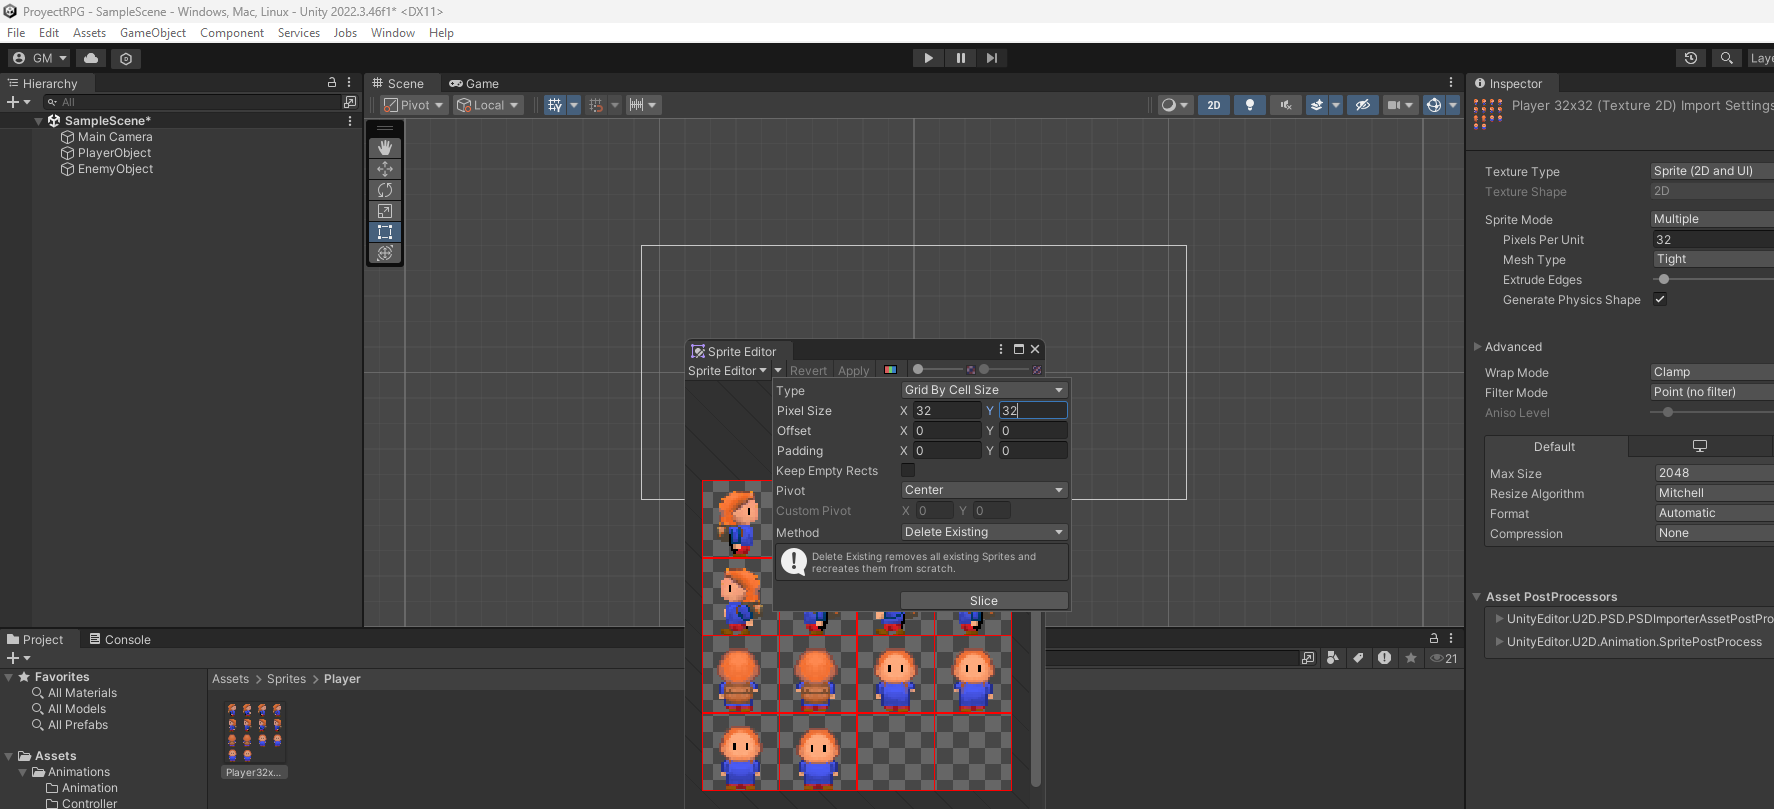 ProyectRPG - SampleScene - Windows, Mac, Linux - Unity 2022.3.46f1* <DX11>
File Edit Assets GameObject Component Services Jobs Window Help
GM
Laye
Hierarchy
All
SampleScene*
Main Camera
PlayerObject
EnemyObject
Scene Game
Pivot Local
2D
Sprite Editor
Sprite Editor Revert Apply
Type Grid By Cell Size
Pixel Size X 32 Y 32
Offset X 0 Y 0
Padding X 0 Y 0
Keep Empty Rects
Pivot Center
Custom Pivot X 0 Y 0
Method Delete Existing
Delete Existing removes all existing Sprites and
recreates them from scratch.
Slice
Inspector
Player 32x32 (Texture 2D) Import Settings
Texture Type Sprite (2D and UI)
Texture Shape 2D
Sprite Mode Multiple
Pixels Per Unit 32
Mesh Type Tight
Extrude Edges
Generate Physics Shape
Advanced
Wrap Mode Clamp
Filter Mode Point (no filter)
Aniso Level
Default
Max Size 2048
Resize Algorithm Mitchell
Format Automatic
Compression None
Asset PostProcessors
UnityEditor.U2D.PSD.PSDImporterAssetPostPro
UnityEditor.U2D.Animation.SpritePostProcess
Project Console
21
Favorites
All Materials
All Models
All Prefabs
Assets
Animations
Animation
Controller
Assets > Sprites > Player
Player32x...